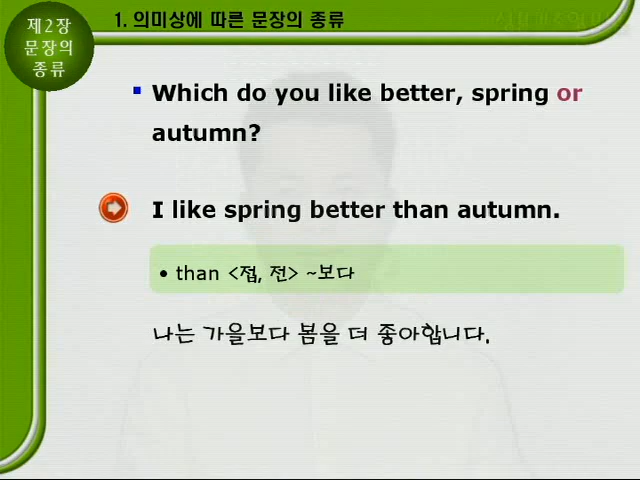 제2장
문장의
종류
1. 의미상에 따른 문장의 종류
Which do you like better, spring or
autumn?
I like spring better than autumn.
• than <접, 전> ~보다
나는 가을보다 봄을 더 좋아합니다.